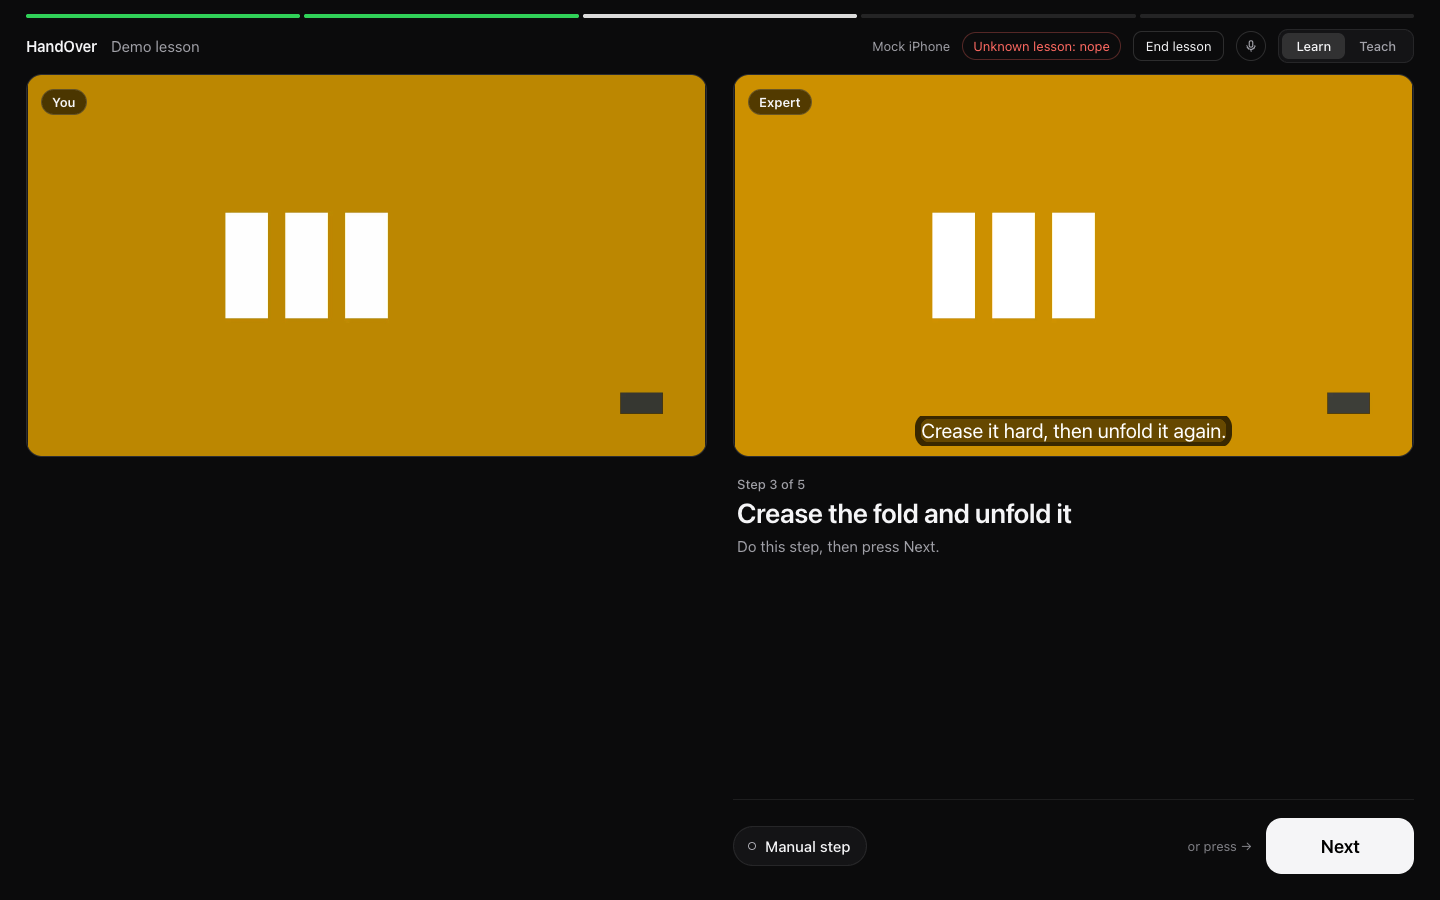 HandOver Demo lesson
Mock iPhone Unknown lesson: nope End lesson Learn Teach
You
Expert
Crease it hard, then unfold it again.
Step 3 of 5
Crease the fold and unfold it
Do this step, then press Next.
Manual step
or press → Next